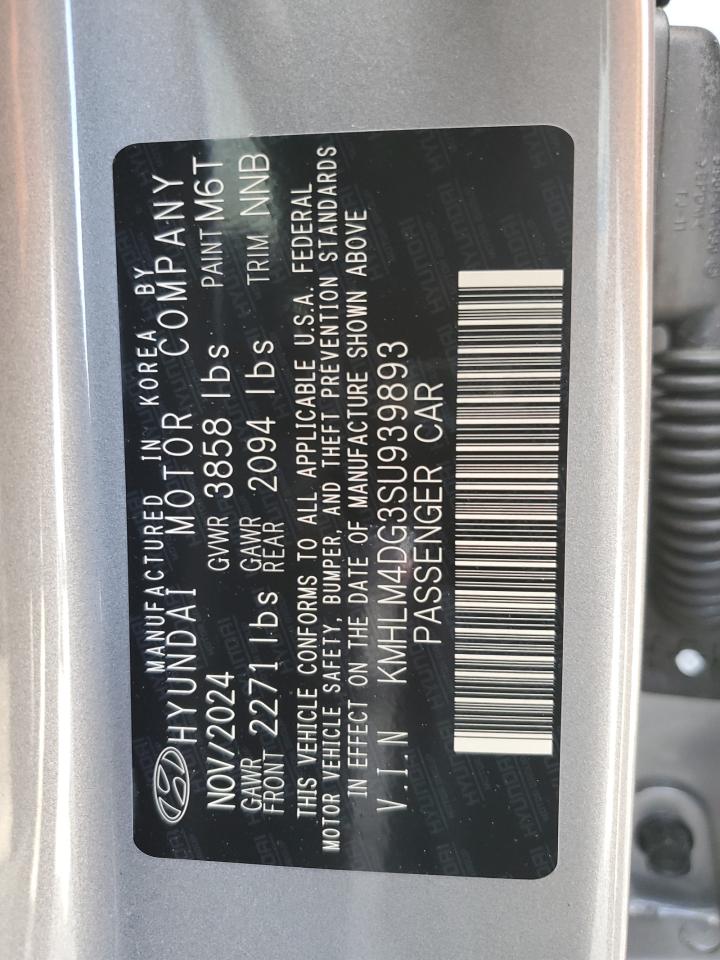 MANUFACTURED IN KOREA BY
HYUNDAI MOTOR COMPANY
NOV/2024 GVWR 3858 lbs PAINT M6T
GAWR FRONT 2271 lbs GAWR REAR 2094 lbs TRIM NNB
THIS VEHICLE CONFORMS TO ALL APPLICABLE U.S.A. FEDERAL
MOTOR VEHICLE SAFETY, BUMPER, AND THEFT PREVENTION STANDARDS
IN EFFECT ON THE DATE OF MANUFACTURE SHOWN ABOVE
V.I.N KMHLM4DG3SU939893
PASSENGER CAR